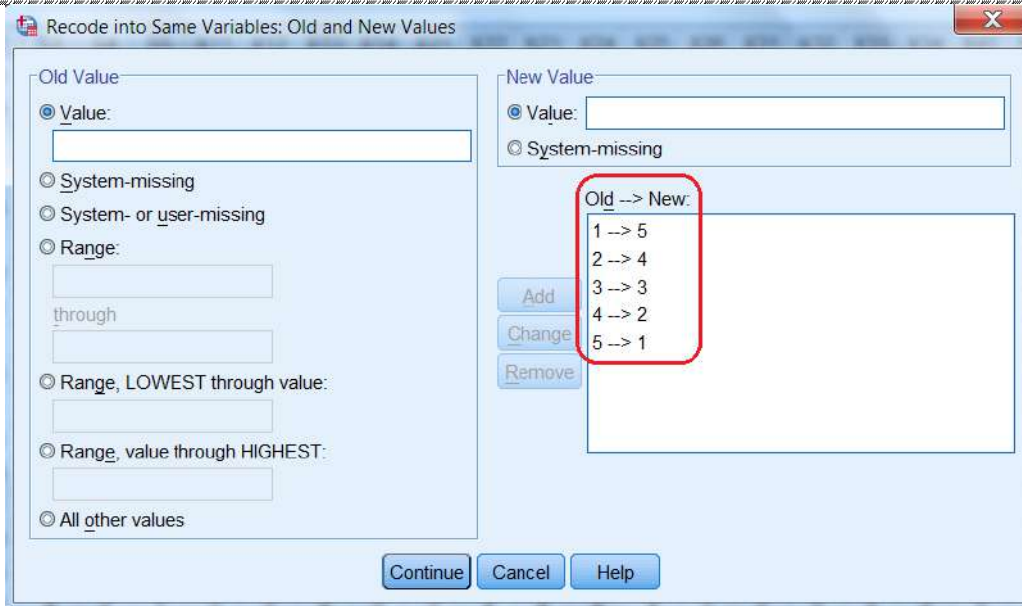 Recode into Same Variables: Old and New Values
Old Value
Value:
System-missing
System- or user-missing
Range:
through
Range, LOWEST through value:
Range, value through HIGHEST:
All other values
New Value
Value:
System-missing
Old --> New:
1 --> 5
2 --> 4
3 --> 3
4 --> 2
5 --> 1
Add
Change
Remove
Continue
Cancel
Help